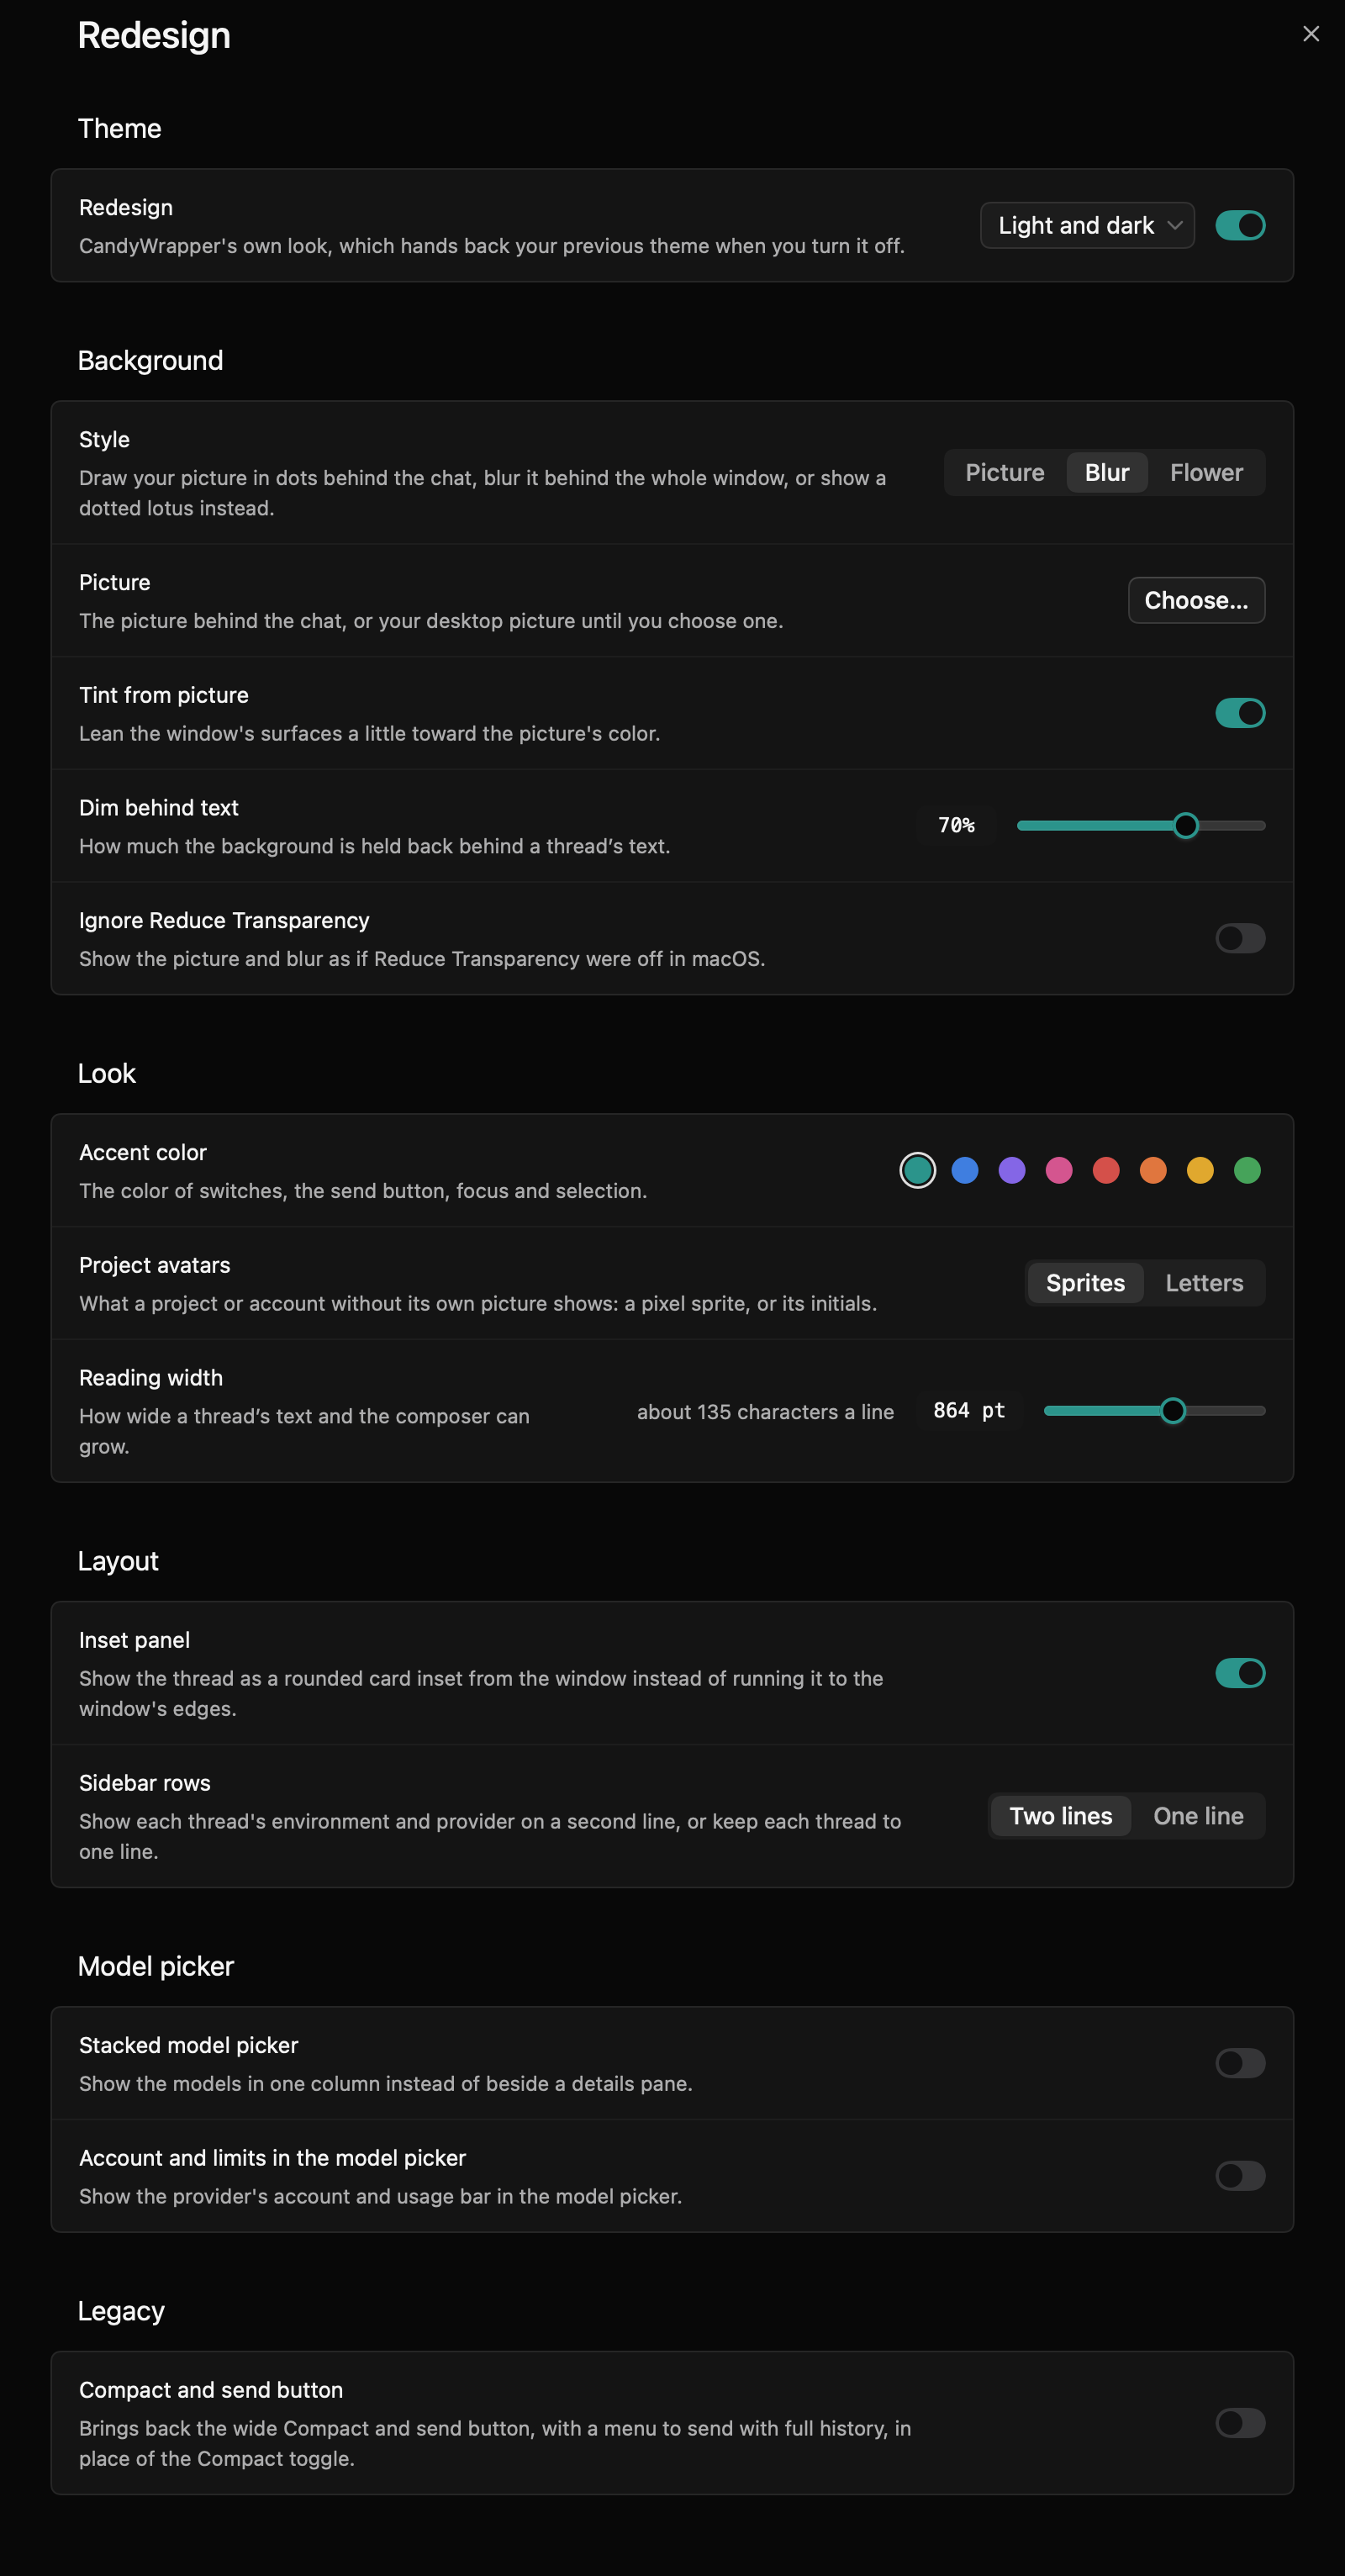 Redesign
Theme
Redesign
CandyWrapper's own look, which hands back your previous theme when you turn it off.
Light and dark
Background
Style
Draw your picture in dots behind the chat, blur it behind the whole window, or show a
dotted lotus instead.
Picture Blur Flower
Picture
The picture behind the chat, or your desktop picture until you choose one.
Choose...
Tint from picture
Lean the window's surfaces a little toward the picture's color.
Dim behind text
How much the background is held back behind a thread’s text.
70%
Ignore Reduce Transparency
Show the picture and blur as if Reduce Transparency were off in macOS.
Look
Accent color
The color of switches, the send button, focus and selection.
Project avatars
What a project or account without its own picture shows: a pixel sprite, or its initials.
Sprites Letters
Reading width
How wide a thread’s text and the composer can
grow.
about 135 characters a line 864 pt
Layout
Inset panel
Show the thread as a rounded card inset from the window instead of running it to the
window's edges.
Sidebar rows
Show each thread's environment and provider on a second line, or keep each thread to
one line.
Two lines One line
Model picker
Stacked model picker
Show the models in one column instead of beside a details pane.
Account and limits in the model picker
Show the provider's account and usage bar in the model picker.
Legacy
Compact and send button
Brings back the wide Compact and send button, with a menu to send with full history, in
place of the Compact toggle.